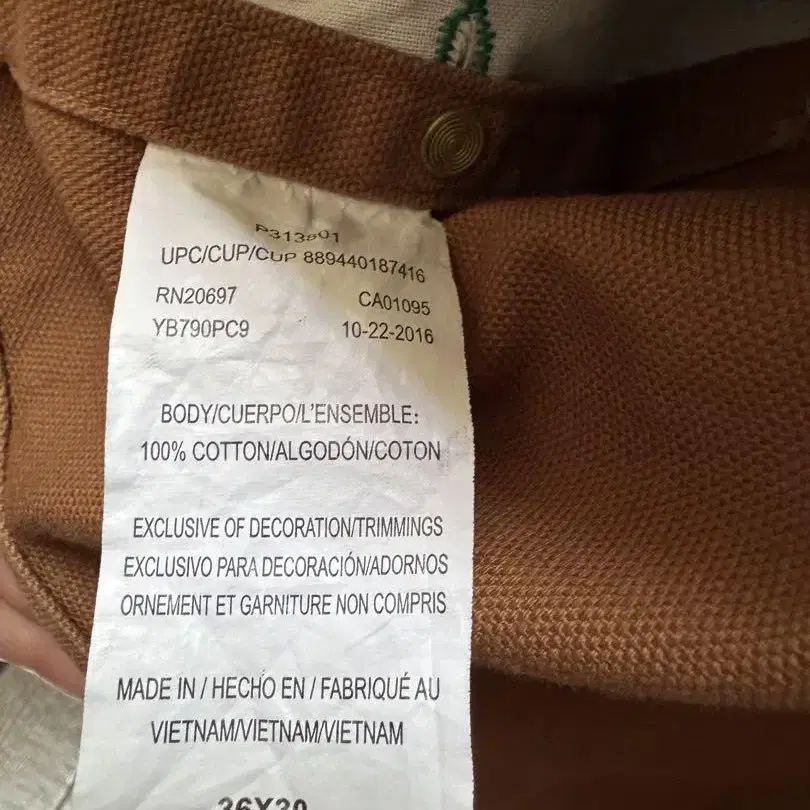 P313501
UPC/CUP/CUP 889440187416
RN20697 CA01095
YB790PC9 10-22-2016
BODY/CUERPO/L'ENSEMBLE:
100% COTTON/ALGODÓN/COTON
EXCLUSIVE OF DECORATION/TRIMMINGS
EXCLUSIVO PARA DECORACIÓN/ADORNOS
ORNEMENT ET GARNITURE NON COMPRIS
MADE IN / HECHO EN / FABRIQUÉ AU
VIETNAM/VIETNAM/VIETNAM
36X30